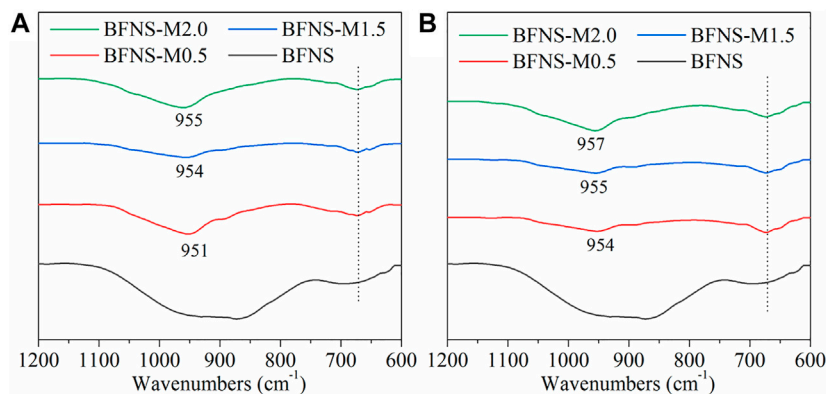 A
BFNS-M2.0 BFNS-M1.5
BFNS-M0.5 BFNS
955
954
951
1200 1100 1000 900 800 700 600
Wavenumbers (cm-1)
B
BFNS-M2.0 BFNS-M1.5
BFNS-M0.5 BFNS
957
955
954
1200 1100 1000 900 800 700 600
Wavenumbers (cm-1)